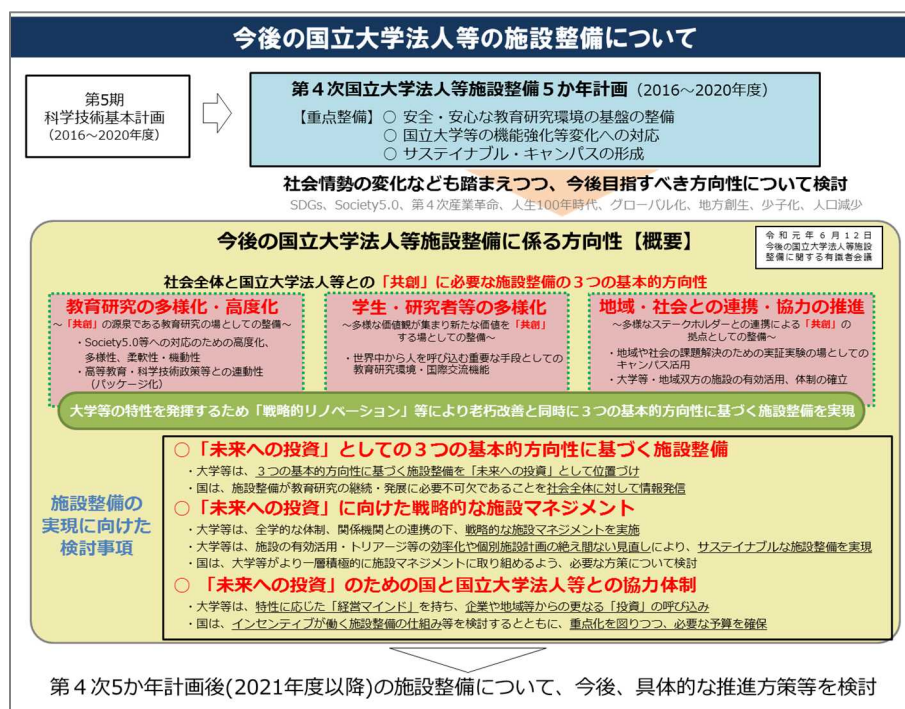 今後の国立大学法人等の施設整備について
第5期
科学技術基本計画
(2016～2020年度)
第４次国立大学法人等施設整備５か年計画 (2016～2020年度)
【重点整備】○ 安全・安心な教育研究環境の基盤の整備
○ 国立大学等の機能強化等変化への対応
○ サステイナブル・キャンパスの形成
社会情勢の変化なども踏まえつつ、今後目指すべき方向性について検討
SDGs、Society5.0、第４次産業革命、人生100年時代、グローバル化、地方創生、少子化、人口減少
今後の国立大学法人等施設整備に係る方向性【概要】
令和元年６月１２日
今後の国立大学法人等施設
整備に関する有識者会議
社会全体と国立大学法人等との「共創」に必要な施設整備の３つの基本的方向性
教育研究の多様化・高度化
～「共創」の源泉である教育研究の場としての整備～
・Society5.0等への対応のための高度化、
多様性、柔軟性・機動性
・高等教育・科学技術政策等との連動性
（パッケージ化）
学生・研究者等の多様化
～多様な価値観が集まり新たな価値を「共創」
する場としての整備～
・世界中から人を呼び込む重要な手段としての
教育研究環境・国際交流機能
地域・社会との連携・協力の推進
～多様なステークホルダーとの連携による「共創」の
拠点としての整備～
・地域や社会の課題解決のための実証実験の場としての
キャンパス活用
・大学等・地域双方の施設の有効活用、体制の確立
大学等の特性を発揮するため「戦略的リノベーション」等により老朽改善と同時に３つの基本的方向性に基づく施設整備を実現
施設整備の
実現に向けた
検討事項
○「未来への投資」としての３つの基本的方向性に基づく施設整備
・大学等は、３つの基本的方向性に基づく施設整備を「未来への投資」として位置づけ
・国は、施設整備が教育研究の継続・発展に必要不可欠であることを社会全体に対して情報発信
○「未来への投資」に向けた戦略的な施設マネジメント
・大学等は、全学的な体制、関係機関との連携の下、戦略的な施設マネジメントを実施
・大学等は、施設の有効活用・トリアージ等の効率化や個別施設計画の絶え間ない見直しにより、サステイナブルな施設整備を実現
・国は、大学等がより一層積極的に施設マネジメントに取り組めるよう、必要な方策について検討
○ 「未来への投資」のための国と国立大学法人等との協力体制
・大学等は、特性に応じた「経営マインド」を持ち、企業や地域等からの更なる「投資」の呼び込み
・国は、インセンティブが働く施設整備の仕組み等を検討するとともに、重点化を図りつつ、必要な予算を確保
第４次5か年計画後(2021年度以降)の施設整備について、今後、具体的な推進方策等を検討